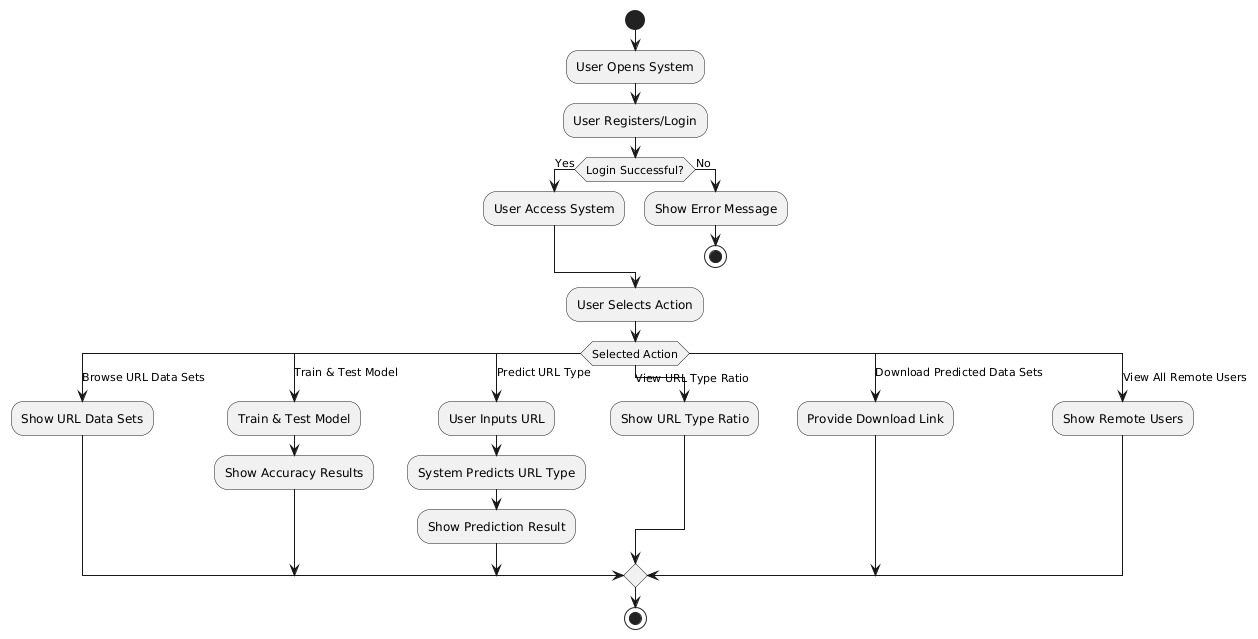 User Opens System
User Registers/Login
Yes
Login Successful?
No
User Access System
Show Error Message
User Selects Action
Selected Action
Browse URL Data Sets
Train & Test Model
Predict URL Type
View URL Type Ratio
Download Predicted Data Sets
View All Remote Users
Show URL Data Sets
Train & Test Model
User Inputs URL
Show URL Type Ratio
Provide Download Link
Show Remote Users
Show Accuracy Results
System Predicts URL Type
Show Prediction Result